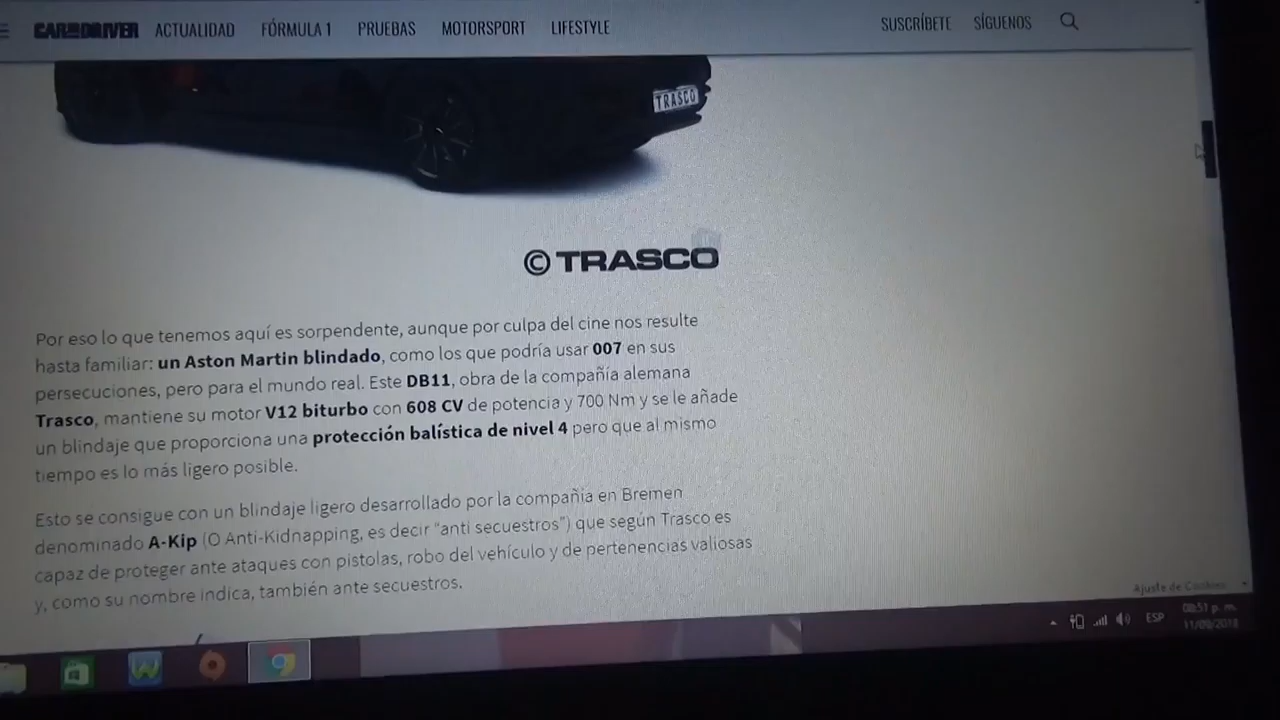 CAR AND DRIVER ACTUALIDAD FÓRMULA 1 PRUEBAS MOTORSPORT LIFESTYLE SUSCRÍBETE SÍGUENOS
TRASCO
© TRASCO
Por eso lo que tenemos aquí es sorpendente, aunque por culpa del cine nos resulte
hasta familiar: un Aston Martin blindado, como los que podría usar 007 en sus
persecuciones, pero para el mundo real. Este DB11, obra de la compañía alemana
Trasco, mantiene su motor V12 biturbo con 608 CV de potencia y 700 Nm y se le añade
un blindaje que proporciona una protección balística de nivel 4 pero que al mismo
tiempo es lo más ligero posible.
Esto se consigue con un blindaje ligero desarrollado por la compañia en Bremen
denominado A-Kip (O Anti-Kidnapping, es decir "anti secuestros") que según Trasco es
capaz de proteger ante ataques con pistolas, robo del vehículo y de pertenencias valiosas
y, como su nombre indica, también ante secuestros.
Ajuste de Cookies
ESP
08:51 p. m.
11/09/2018